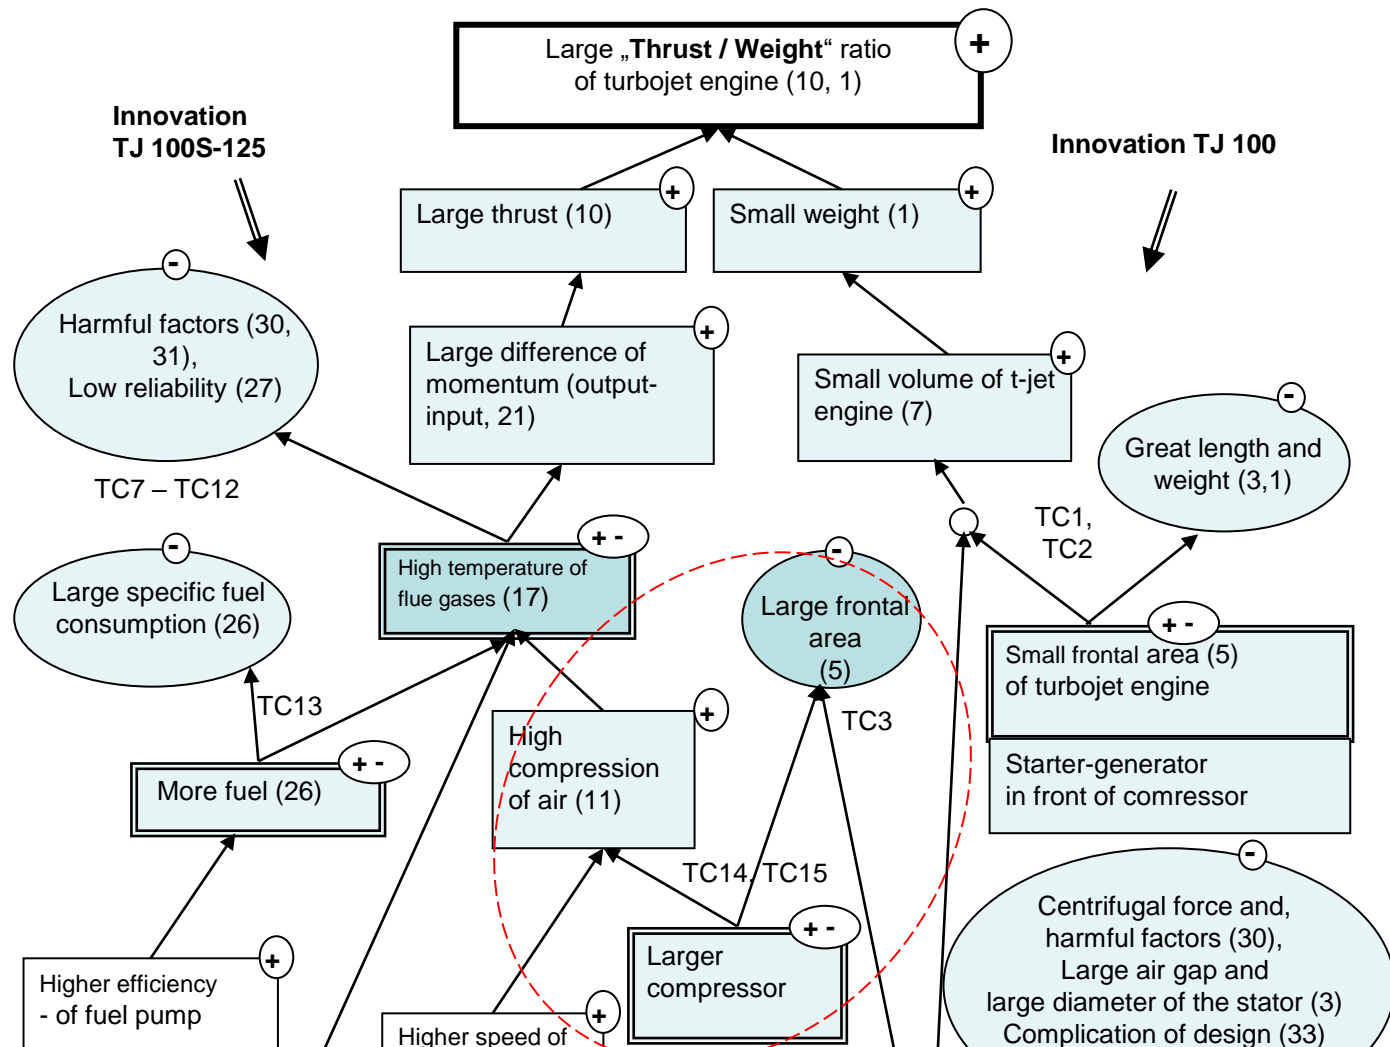 Large „Thrust / Weight“ ratio
of turbojet engine (10, 1)
+
Innovation
TJ 100S-125
Innovation TJ 100
Large thrust (10)
+
Small weight (1)
+
-
Harmful factors (30,
31),
Low reliability (27)
Large difference of
momentum (output-
input, 21)
+
Small volume of t-jet
engine (7)
+
-
Great length and
weight (3,1)
TC7 – TC12
TC1,
TC2
-
Large specific fuel
consumption (26)
+ -
High temperature of
flue gases (17)
-
Large frontal
area
(5)
+ -
Small frontal area (5)
of turbojet engine
Starter-generator
in front of comressor
TC13
TC3
+
High
compression
of air (11)
+ -
More fuel (26)
TC14, TC15
-
Centrifugal force and,
harmful factors (30),
Large air gap and
large diameter of the stator (3)
Complication of design (33)
+ -
Larger
compressor
+
Higher efficiency
- of fuel pump
+
Higher speed of